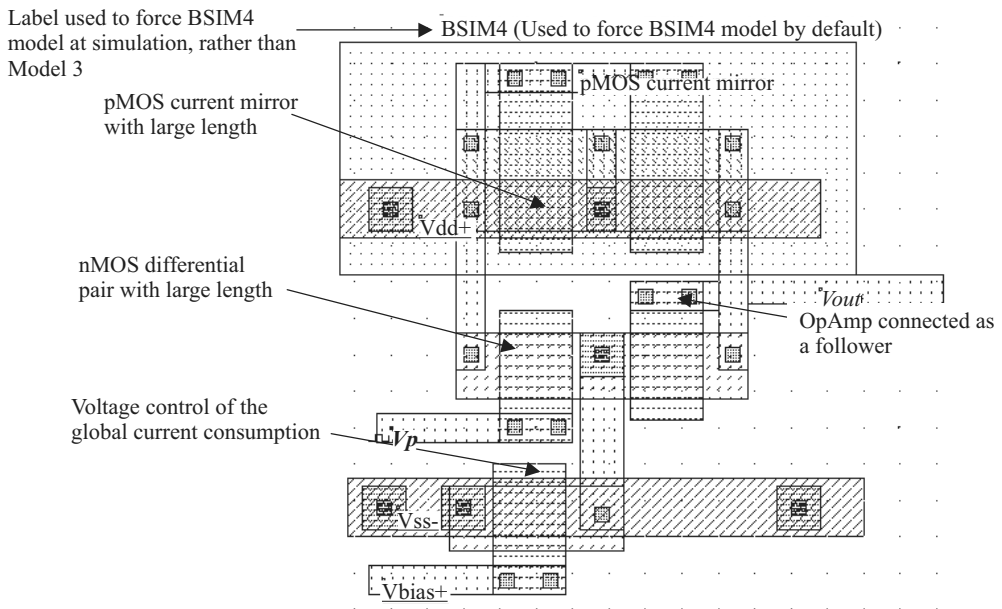 Label used to force BSIM4
model at simulation, rather than
Model 3
BSIM4 (Used to force BSIM4 model by default)
pMOS current mirror
pMOS current mirror
with large length
Vdd+
nMOS differential
pair with large length
Vout
OpAmp connected as
a follower
Voltage control of the
global current consumption
Vp
Vss-
Vbias+